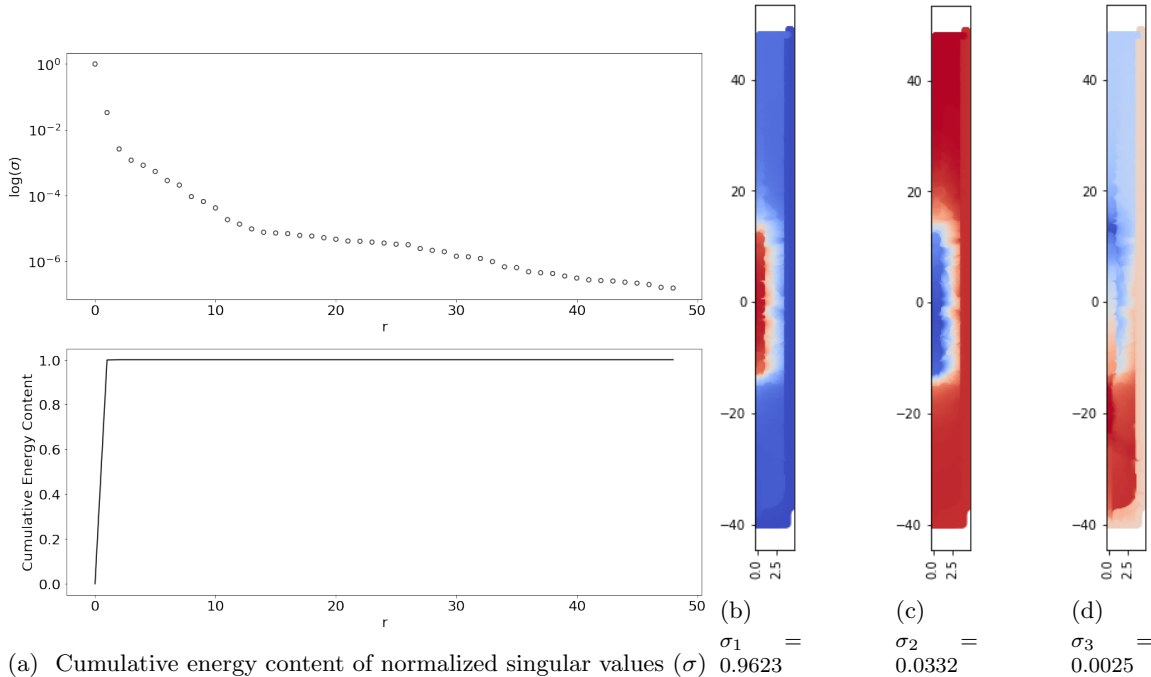 10^0
10^-2
10^-4
10^-6
log(σ)
0 10 20 30 40 50
r
1.0
0.8
0.6
0.4
0.2
0.0
Cumulative Energy Content
0 10 20 30 40 50
r
(a) Cumulative energy content of normalized singular values (σ)
40
20
0
−20
−40
0.0 2.5
(b)
σ1 =
0.9623
40
20
0
−20
−40
0.0 2.5
(c)
σ2 =
0.0332
40
20
0
−20
−40
0.0 2.5
(d)
σ3 =
0.0025